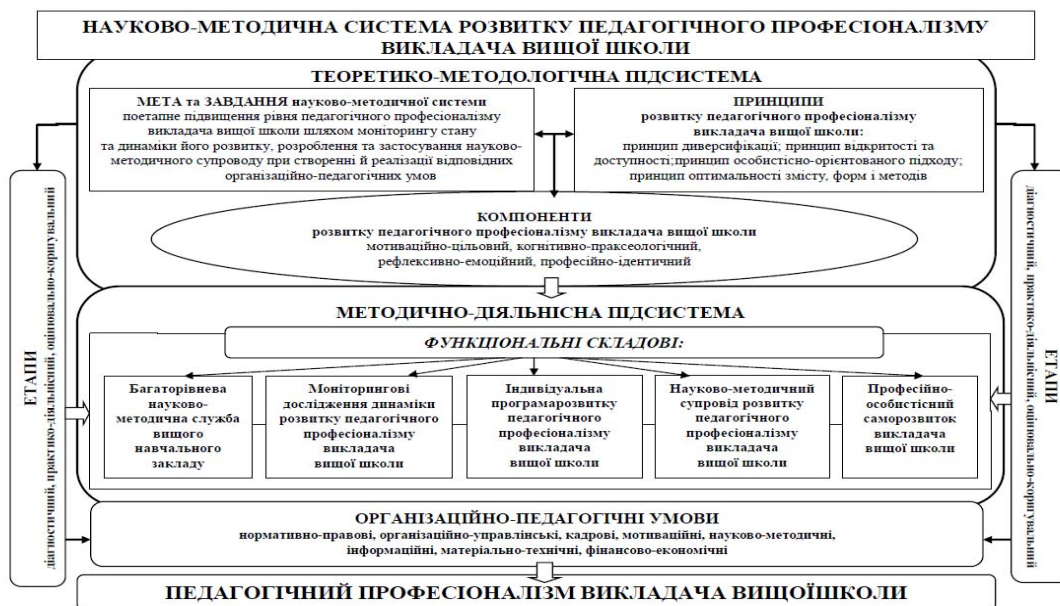 НАУКОВО-МЕТОДИЧНА СИСТЕМА РОЗВИТКУ ПЕДАГОГІЧНОГО ПРОФЕСІОНАЛІЗМУ
ВИКЛАДАЧА ВИЩОЇ ШКОЛИ
ТЕОРЕТИКО-МЕТОДОЛОГІЧНА ПІДСИСТЕМА
МЕТА та ЗАВДАННЯ науково-методичної системи
поетапне підвищення рівня педагогічного професіоналізму
викладача вищої школи шляхом моніторингу стану
та динаміки його розвитку, розроблення та застосування науково-
методичного супроводу при створенні й реалізації відповідних
організаційно-педагогічних умов
ПРИНЦИПИ
розвитку педагогічного професіоналізму
викладача вищої школи:
принцип диверсифікації; принцип відкритості та
доступності;принцип особистісно-орієнтованого підходу;
принцип оптимальності змісту, форм і методів
КОМПОНЕНТИ
розвитку педагогічного професіоналізму викладача вищої школи
мотиваційно-цільовий, когнітивно-праксеологічний,
рефлексивно-емоційний, професійно-ідентичний
МЕТОДИЧНО-ДІЯЛЬНІСНА ПІДСИСТЕМА
ФУНКЦІОНАЛЬНІ СКЛАДОВІ:
Багаторівнева
науково-
методична служба
вищого
навчального
закладу
Моніторингові
дослідження динаміки
розвитку педагогічного
професіоналізму
викладача
вищої школи
Індивідуальна
програмарозвитку
педагогічного
професіоналізму
викладача
вищої школи
Науково-методичний
супровід розвитку
педагогічного
професіоналізму
викладача
вищої школи
Професійно-
особистісний
саморозвиток
викладача
вищої школи
ОРГАНІЗАЦІЙНО-ПЕДАГОГІЧНІ УМОВИ
нормативно-правові, організаційно-управлінські, кадрові, мотиваційні, науково-методичні,
інформаційні, матеріально-технічні, фінансово-економічні
ПЕДАГОГІЧНИЙ ПРОФЕСІОНАЛІЗМ ВИКЛАДАЧА ВИЩОЇШКОЛИ
ЕТАПИ
діагностичний, практико-діяльнісний, оцінювально-коригувальний
ЕТАПИ
діагностичний, практико-діяльнісний, оцінювально-коригувальний